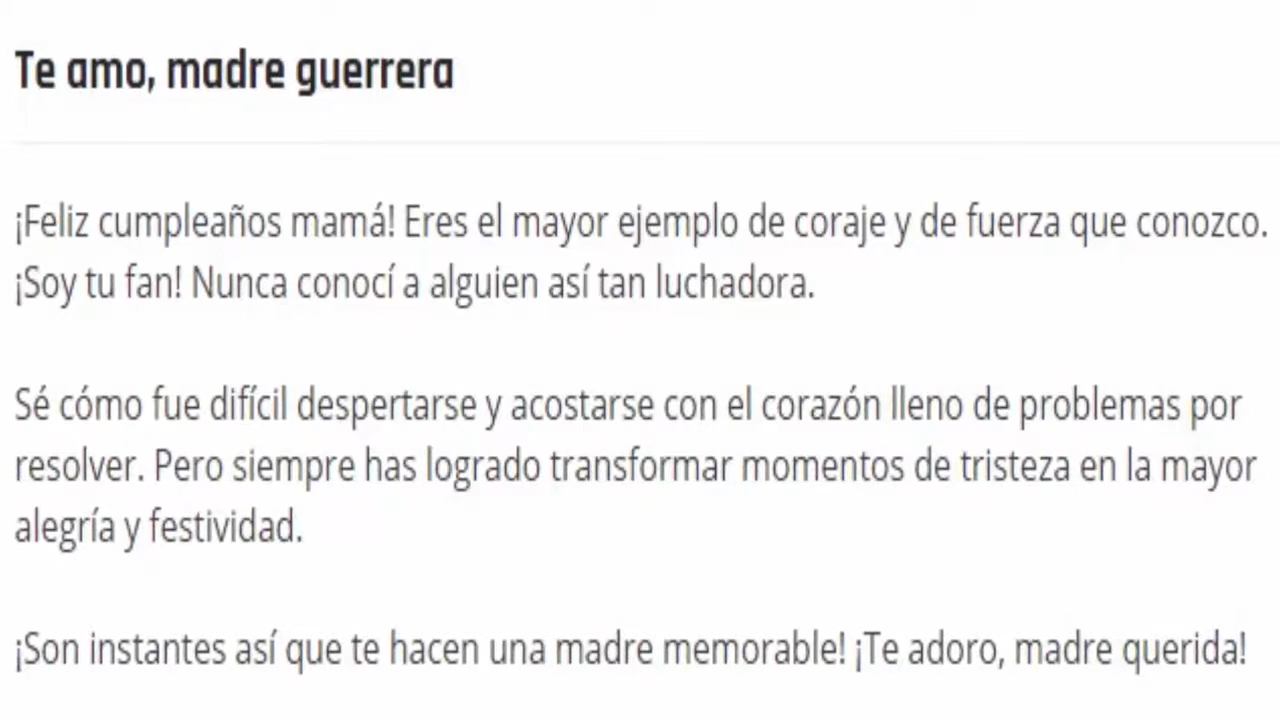 Te amo, madre guerrera
¡Feliz cumpleaños mamá! Eres el mayor ejemplo de coraje y de fuerza que conozco.
¡Soy tu fan! Nunca conocí a alguien así tan luchadora.
Sé cómo fue difícil despertarse y acostarse con el corazón lleno de problemas por
resolver. Pero siempre has logrado transformar momentos de tristeza en la mayor
alegría y festividad.
¡Son instantes así que te hacen una madre memorable! ¡Te adoro, madre querida!